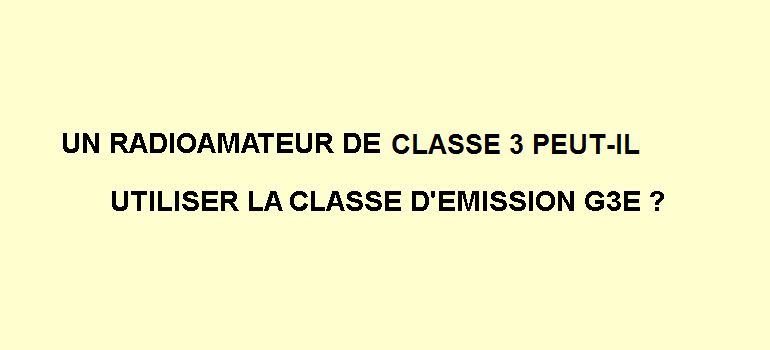 UN RADIOAMATEUR DE CLASSE 3 PEUT-IL
UTILISER LA CLASSE D'EMISSION G3E ?